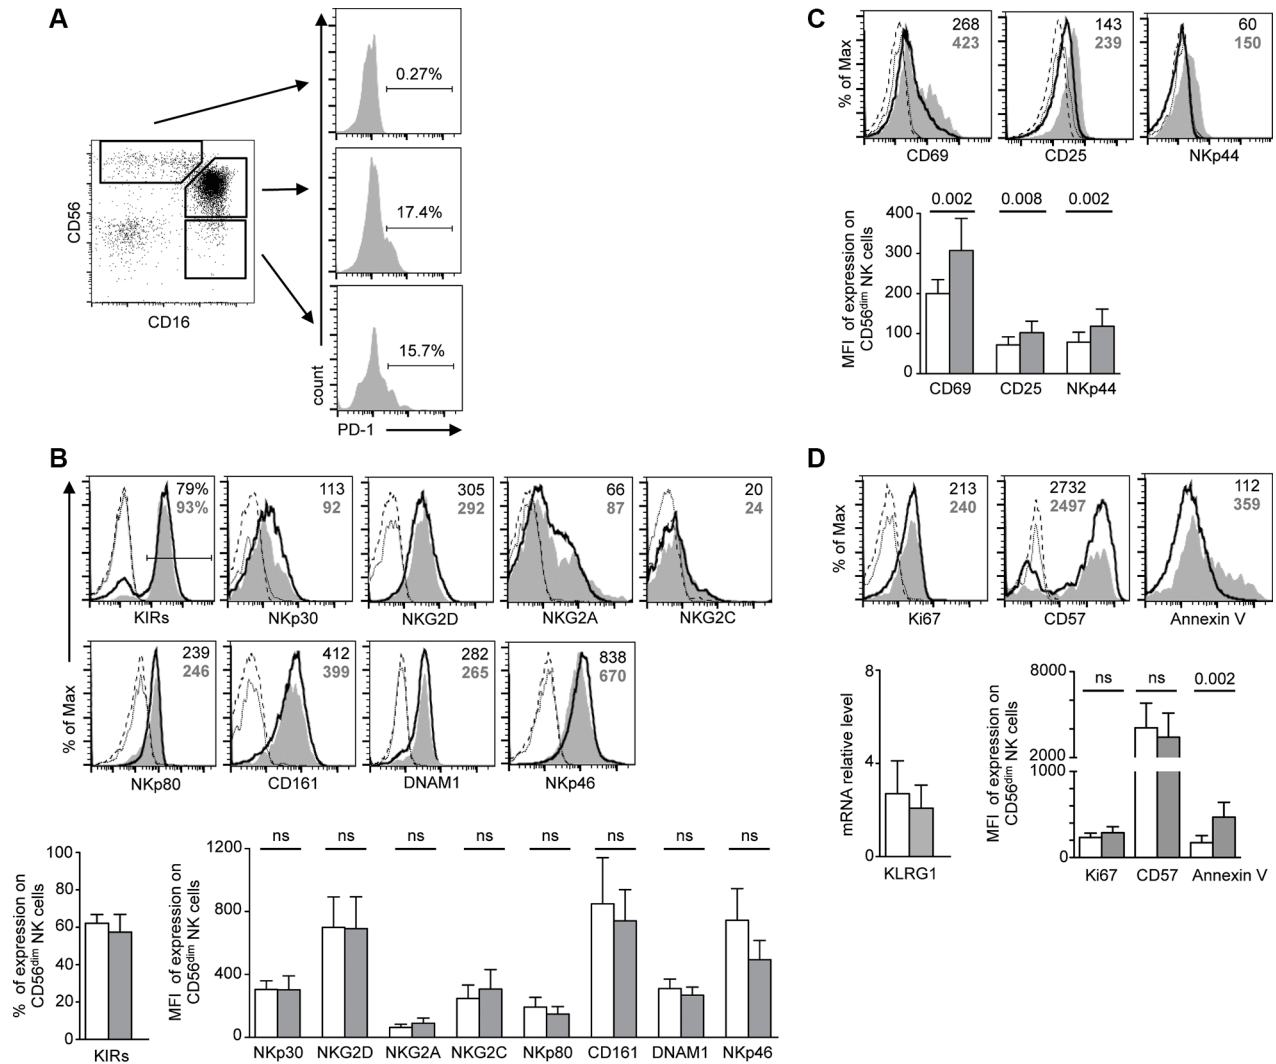 A
0.27%
17.4%
15.7%
CD56
CD16
count
PD-1
B
79%
93%
KIRs
113
92
NKp30
305
292
NKG2D
66
87
NKG2A
20
24
NKG2C
% of Max
239
246
NKp80
412
399
CD161
282
265
DNAM1
838
670
NKp46
% of expression on
CD56dim NK cells
100
80
60
40
20
0
KIRs
MFI of expression on
CD56dim NK cells
1200
800
400
0
ns ns ns ns ns ns ns ns
NKp30 NKG2D NKG2A NKG2C NKp80 CD161 DNAM1 NKp46
C
% of Max
268
423
CD69
143
239
CD25
60
150
NKp44
MFI of expression on
CD56dim NK cells
0.002 0.008 0.002
400
300
200
100
0
CD69 CD25 NKp44
D
% of Max
213
240
Ki67
2732
2497
CD57
112
359
Annexin V
mRNA relative level
8
4
0
KLRG1
MFI of expression on
CD56dim NK cells
8000
2000
1000
0
ns ns 0.002
Ki67 CD57 Annexin V